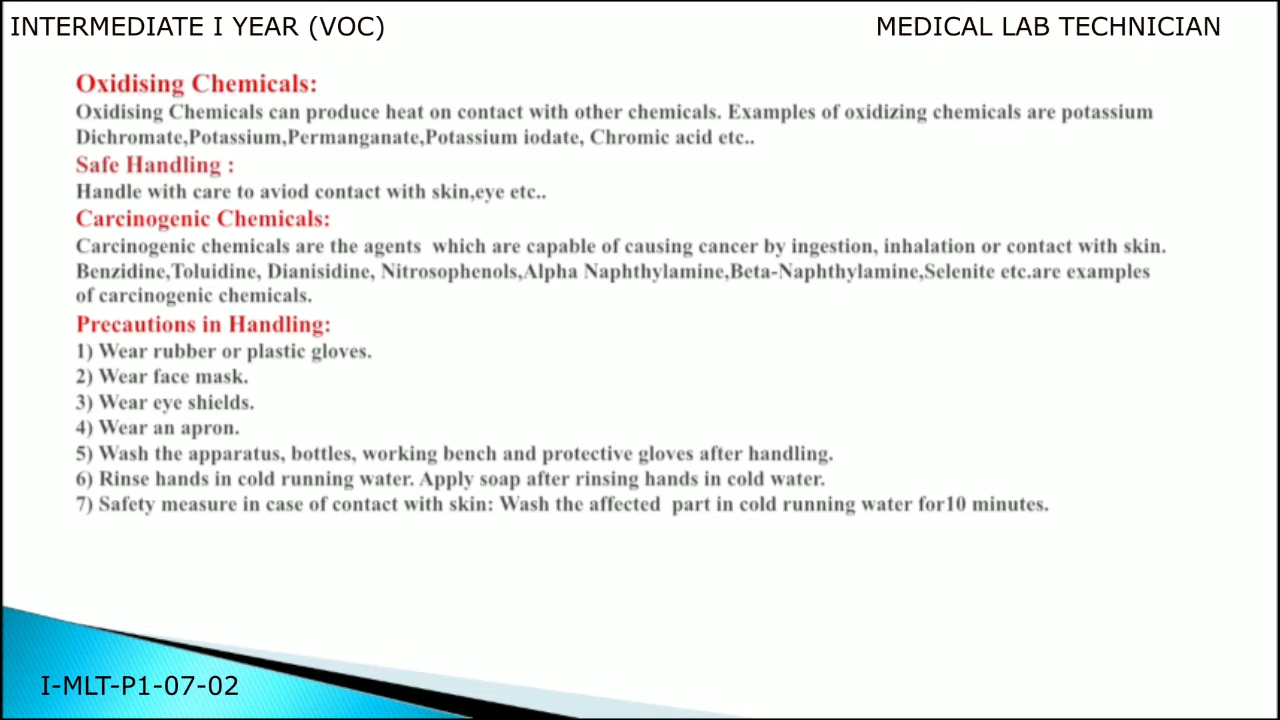 INTERMEDIATE I YEAR (VOC)
MEDICAL LAB TECHNICIAN
Oxidising Chemicals:
Oxidising Chemicals can produce heat on contact with other chemicals. Examples of oxidizing chemicals are potassium
Dichromate,Potassium,Permanganate,Potassium iodate, Chromic acid etc..
Safe Handling :
Handle with care to aviod contact with skin,eye etc..
Carcinogenic Chemicals:
Carcinogenic chemicals are the agents  which are capable of causing cancer by ingestion, inhalation or contact with skin.
Benzidine,Toluidine, Dianisidine, Nitrosophenols,Alpha Naphthylamine,Beta-Naphthylamine,Selenite etc.are examples
of carcinogenic chemicals.
Precautions in Handling:
1) Wear rubber or plastic gloves.
2) Wear face mask.
3) Wear eye shields.
4) Wear an apron.
5) Wash the apparatus, bottles, working bench and protective gloves after handling.
6) Rinse hands in cold running water. Apply soap after rinsing hands in cold water.
7) Safety measure in case of contact with skin: Wash the affected  part in cold running water for10 minutes.
I-MLT-P1-07-02